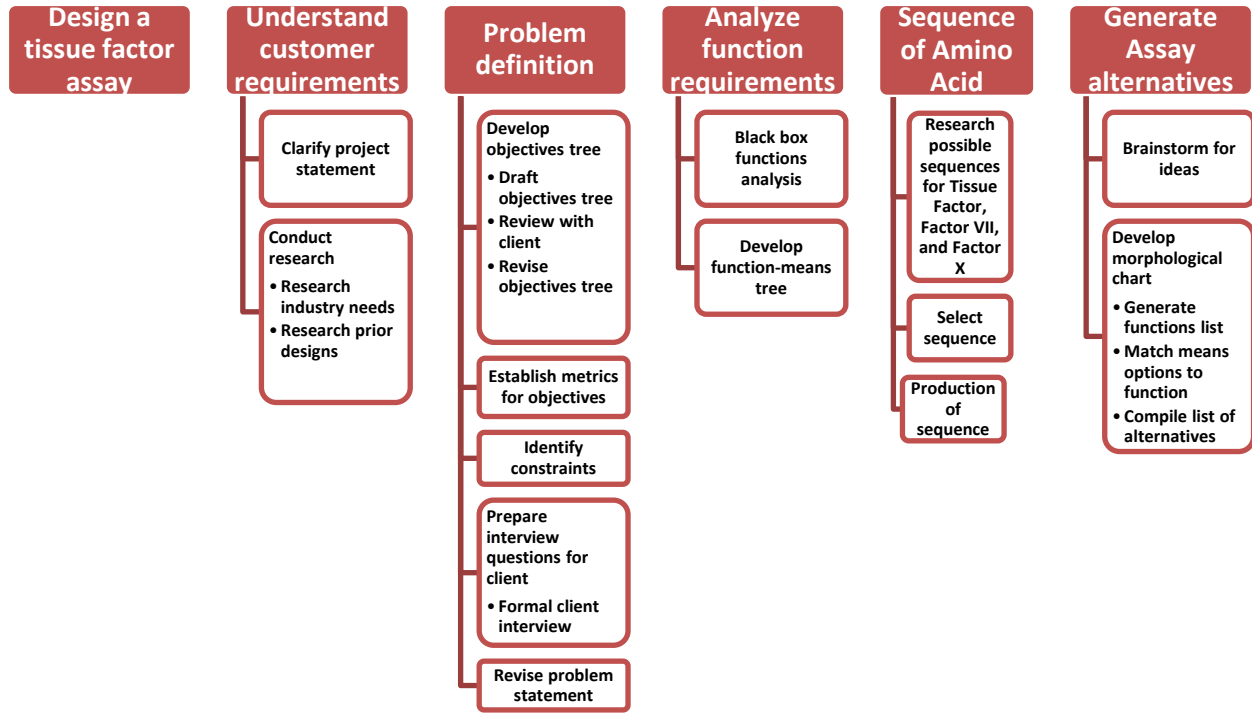 Design a
tissue factor
assay
Understand
customer
requirements
Clarify project
statement
Conduct
research
• Research
industry needs
• Research prior
designs
Problem
definition
Develop
objectives tree
• Draft
objectives tree
• Review with
client
• Revise
objectives tree
Establish metrics
for objectives
Identify
constraints
Prepare
interview
questions for
client
• Formal client
interview
Revise problem
statement
Analyze
function
requirements
Black box
functions
analysis
Develop
function-means
tree
Sequence
of Amino
Acid
Research
possible
sequences
for Tissue
Factor,
Factor VII,
and Factor
X
Select
sequence
Production
of
sequence
Generate
Assay
alternatives
Brainstorm for
ideas
Develop
morphological
chart
• Generate
functions list
• Match means
options to
function
• Compile list of
alternatives